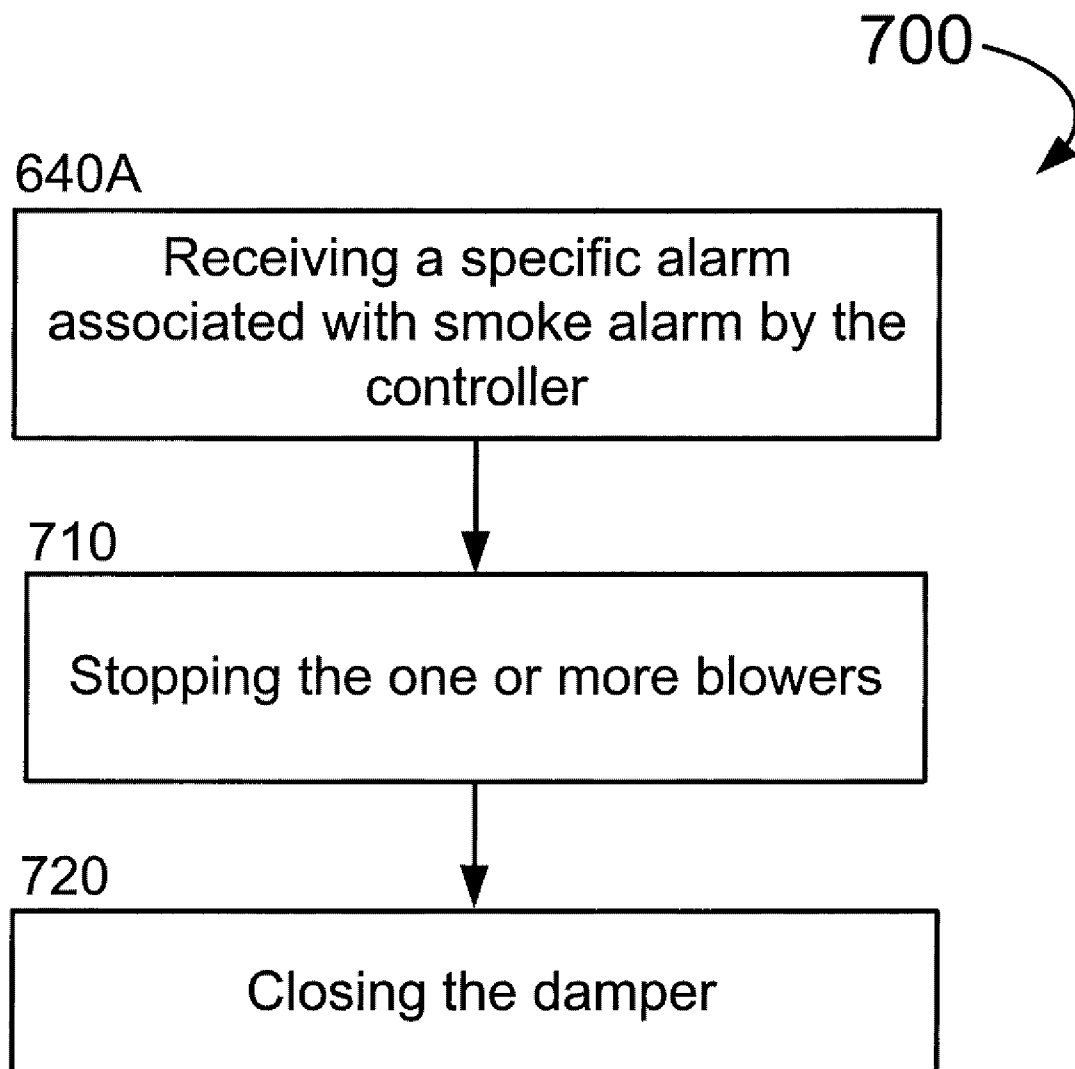 700
640A
Receiving a specific alarm
associated with smoke alarm by the
controller
710
Stopping the one or more blowers
720
Closing the damper